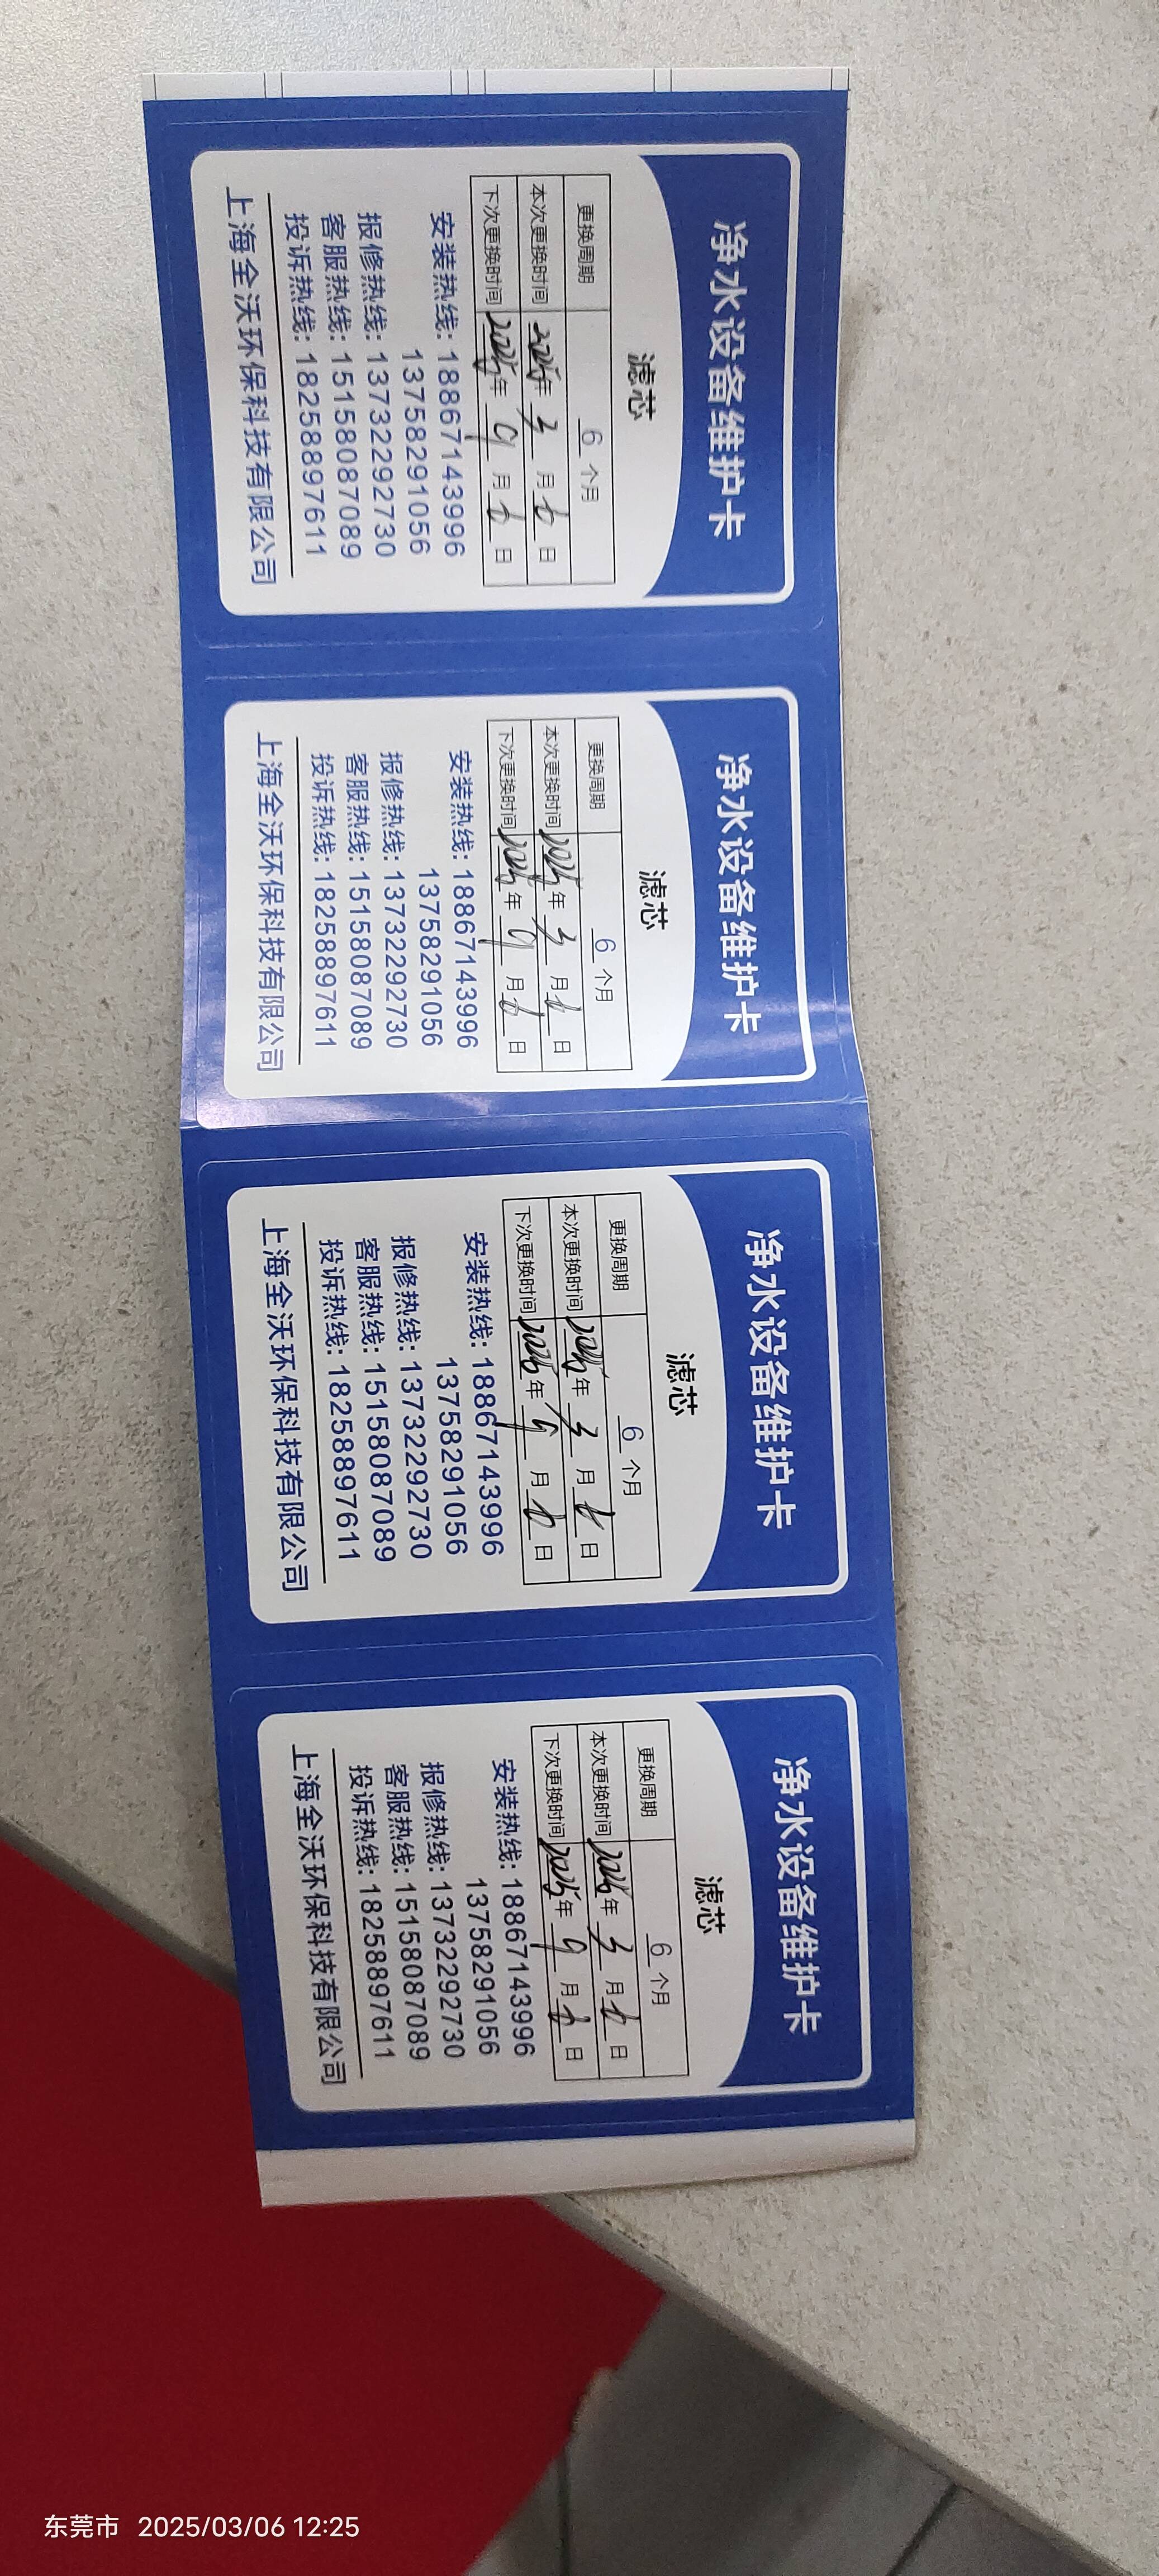 净水设备维护卡
滤芯
更换周期 6 个月
本次更换时间 2025年 3 月 6 日
下次更换时间 2025年 9 月 6 日
安装热线: 18867143996
13758291056
报修热线: 13732292730
客服热线: 15158087089
投诉热线: 18258897611
上海全沃环保科技有限公司
净水设备维护卡
滤芯
更换周期 6 个月
本次更换时间 2025年 3 月 6 日
下次更换时间 2025年 9 月 6 日
安装热线: 18867143996
13758291056
报修热线: 13732292730
客服热线: 15158087089
投诉热线: 18258897611
上海全沃环保科技有限公司
净水设备维护卡
滤芯
更换周期 6 个月
本次更换时间 2025年 3 月 6 日
下次更换时间 2025年 9 月 6 日
安装热线: 18867143996
13758291056
报修热线: 13732292730
客服热线: 15158087089
投诉热线: 18258897611
上海全沃环保科技有限公司
净水设备维护卡
滤芯
更换周期 6 个月
本次更换时间 2025年 3 月 6 日
下次更换时间 2025年 9 月 6 日
安装热线: 18867143996
13758291056
报修热线: 13732292730
客服热线: 15158087089
投诉热线: 18258897611
上海全沃环保科技有限公司
东莞市 2025/03/06 12:25